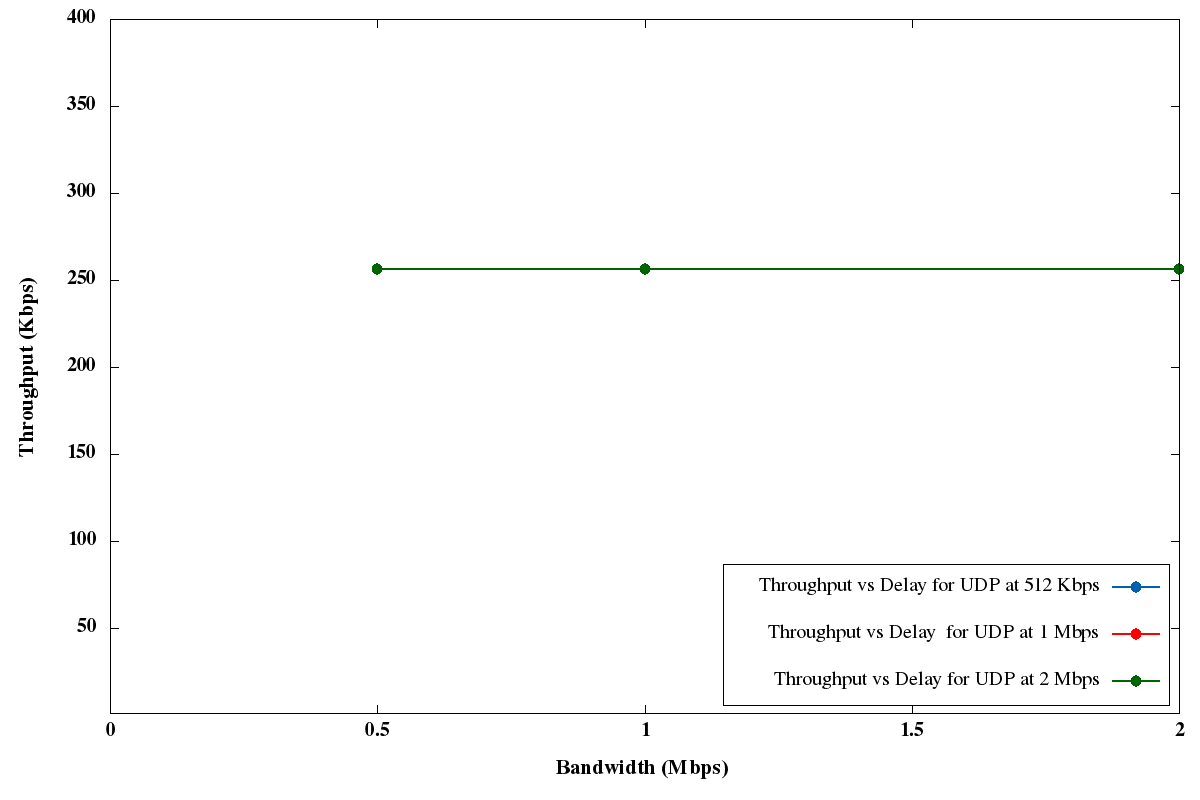 400
350
300
250
200
150
100
50
Throughput (Kbps)
Throughput vs Delay for UDP at 512 Kbps
Throughput vs Delay  for UDP at 1 Mbps
Throughput vs Delay for UDP at 2 Mbps
0 0.5 1 1.5 2
Bandwidth (Mbps)